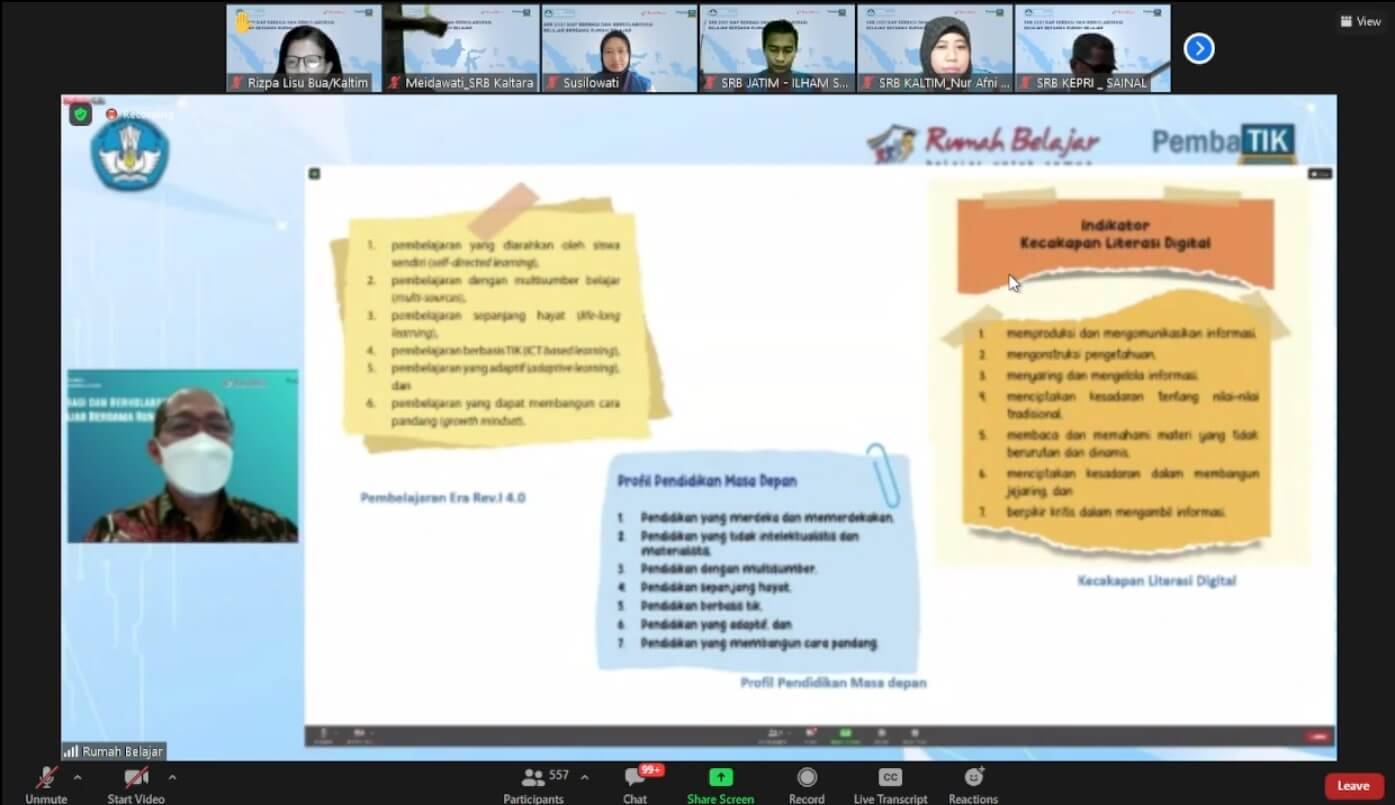 View
Rizpa Lisu Bua/Kaltim
Meidawati_SRB Kaltara
Susilowati
SRB JATIM - ILHAM S...
SRB KALTIM_Nur Afni ...
SRB KEPRI _ SAINAL
Rumah Belajar
PembaTIK
1. pembelajaran yang diarahkan oleh siswa
sendiri (self-directed learning),
2. pembelajaran dengan multisumber belajar
(multi-sources),
3. pembelajaran sepanjang hayat (life-long
learning),
4. pembelajaran berbasis TIK (ICT based learning),
5. pembelajaran yang adaptif (adaptive learning),
dan
6. pembelajaran yang dapat membangun cara
pandang (growth mindset).
Pembelajaran Era Rev.I 4.0
Profil Pendidikan Masa Depan
1. Pendidikan yang merdeka dan memerdekakan,
2. Pendidikan yang tidak intelektualistis dan
materialistis,
3. Pendidikan dengan multisumber,
4. Pendidikan sepanjang hayat,
5. Pendidikan berbasis tik,
6. Pendidikan yang adaptif, dan
7. Pendidikan yang membangun cara pandang.
Profil Pendidikan Masa depan
Indikator
Kecakapan Literasi Digital
1. memproduksi dan mengomunikasikan informasi,
2. mengonstruksi pengetahuan,
3. menyaring dan mengelola informasi,
4. menciptakan kesadaran tentang nilai-nilai
tradisional,
5. membaca dan memahami materi yang tidak
berurutan dan dinamis,
6. menciptakan kesadaran dalam membangun
jejaring, dan
7. berpikir kritis dalam mengambil informasi.
Kecakapan Literasi Digital
Rumah Belajar
Unmute
Start Video
557
Participants
99+
Chat
Share Screen
Record
CC
Live Transcript
Reactions
Leave